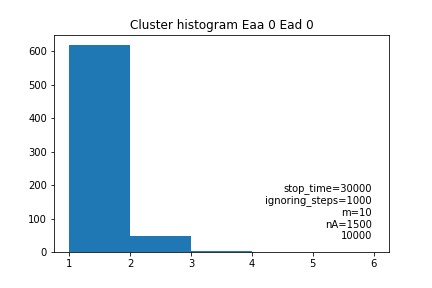 Cluster histogram Eaa 0 Ead 0
600
500
400
300
200
100
0
stop_time=30000
ignoring_steps=1000
m=10
nA=1500
10000
1 2 3 4 5 6